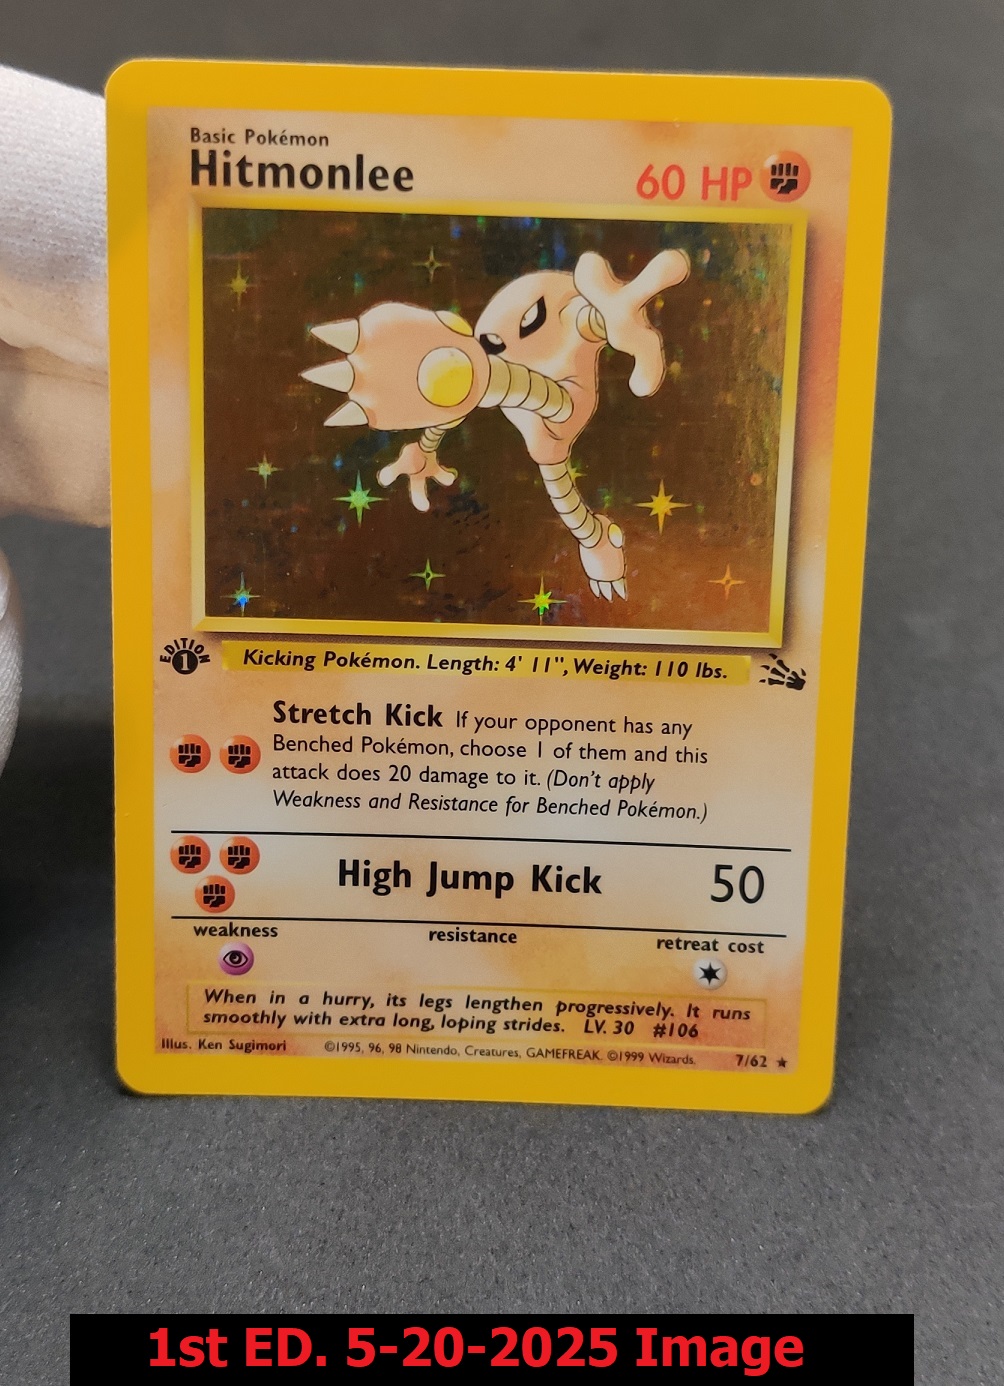 Basic Pokémon
Hitmonlee
60 HP
EDITION
1
Kicking Pokémon. Length: 4' 11", Weight: 110 lbs.
Stretch Kick If your opponent has any
Benched Pokémon, choose 1 of them and this
attack does 20 damage to it. (Don't apply
Weakness and Resistance for Benched Pokémon.)
High Jump Kick 50
weakness resistance retreat cost
When in a hurry, its legs lengthen progressively. It runs
smoothly with extra long, loping strides. LV. 30 #106
Illus. Ken Sugimori ©1995, 96, 98 Nintendo, Creatures, GAMEFREAK. ©1999 Wizards. 7/62 ★
1st ED. 5-20-2025 Image